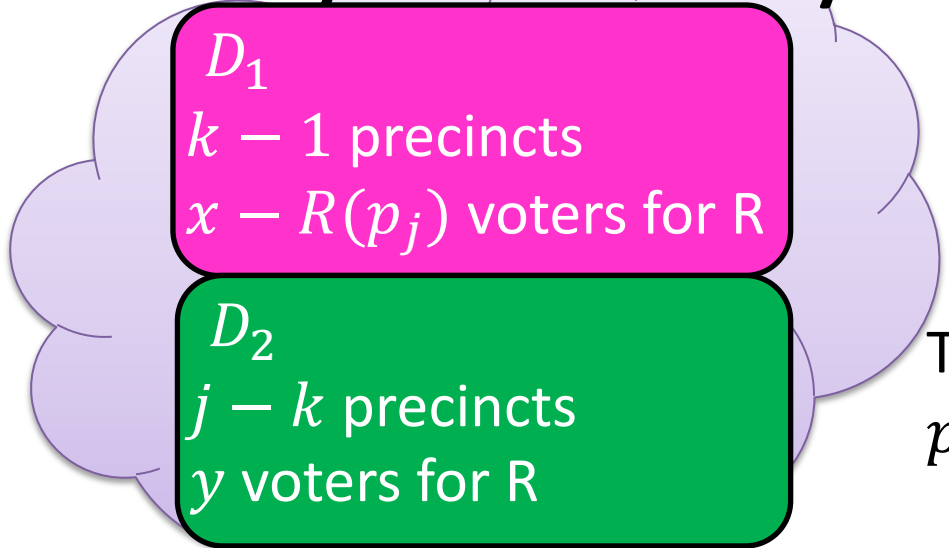 D₁
k − 1 precincts
x − R(pⱼ) voters for R
D₂
j − k precincts
y voters for R